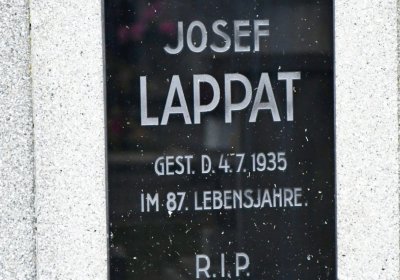 JOSEF
LAPPAT
GEST. D. 4. 7. 1935
IM 87. LEBENSJAHRE.
R.I.P.